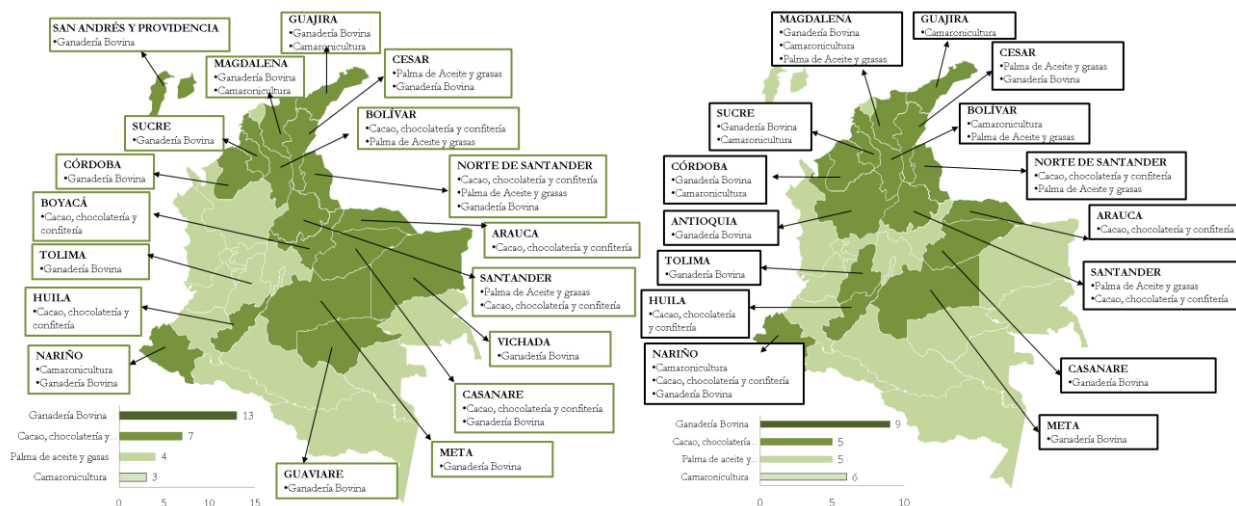 SAN ANDRÉS Y PROVIDENCIA
•Ganadería Bovina
GUAJIRA
•Ganadería Bovina
•Camaronicultura
MAGDALENA
•Ganadería Bovina
•Camaronicultura
CESAR
•Palma de Aceite y grasas
•Ganadería Bovina
SUCRE
•Ganadería Bovina
BOLÍVAR
•Cacao, chocolatería y confitería
•Palma de Aceite y grasas
CÓRDOBA
•Ganadería Bovina
NORTE DE SANTANDER
•Cacao, chocolatería y confitería
•Palma de Aceite y grasas
•Ganadería Bovina
BOYACÁ
•Cacao, chocolatería y
confitería
ARAUCA
•Cacao, chocolatería y confitería
TOLIMA
•Ganadería Bovina
SANTANDER
•Palma de Aceite y grasas
•Cacao, chocolatería y confitería
HUILA
•Cacao, chocolatería y
confitería
VICHADA
•Ganadería Bovina
NARIÑO
•Camaronicultura
•Ganadería Bovina
CASANARE
•Cacao, chocolatería y confitería
•Ganadería Bovina
META
•Ganadería Bovina
GUAVIARE
•Ganadería Bovina
Ganadería Bovina 13
Cacao, chocolatería y.. 7
Palma de aceite y gasas 4
Camaronicultura 3
0 5 10 15
MAGDALENA
•Ganadería Bovina
•Camaronicultura
•Palma de Aceite y grasas
GUAJIRA
•Camaronicultura
CESAR
•Palma de Aceite y grasas
•Ganadería Bovina
SUCRE
•Ganadería Bovina
•Camaronicultura
BOLÍVAR
•Camaronicultura
•Palma de Aceite y grasas
CÓRDOBA
•Ganadería Bovina
•Camaronicultura
NORTE DE SANTANDER
•Cacao, chocolatería y confitería
•Palma de Aceite y grasas
ANTIOQUIA
•Ganadería Bovina
ARAUCA
•Cacao, chocolatería y confitería
TOLIMA
•Ganadería Bovina
SANTANDER
•Palma de Aceite y grasas
•Cacao, chocolatería y confitería
HUILA
•Cacao, chocolatería
y confitería
NARIÑO
•Camaronicultura
•Cacao, chocolatería y confitería
•Ganadería Bovina
CASANARE
•Ganadería Bovina
META
•Ganadería Bovina
Ganadería Bovina 9
Cacao, chocolatería .. 5
Palma de aceite y... 5
Camaronicultura 6
0 5 10